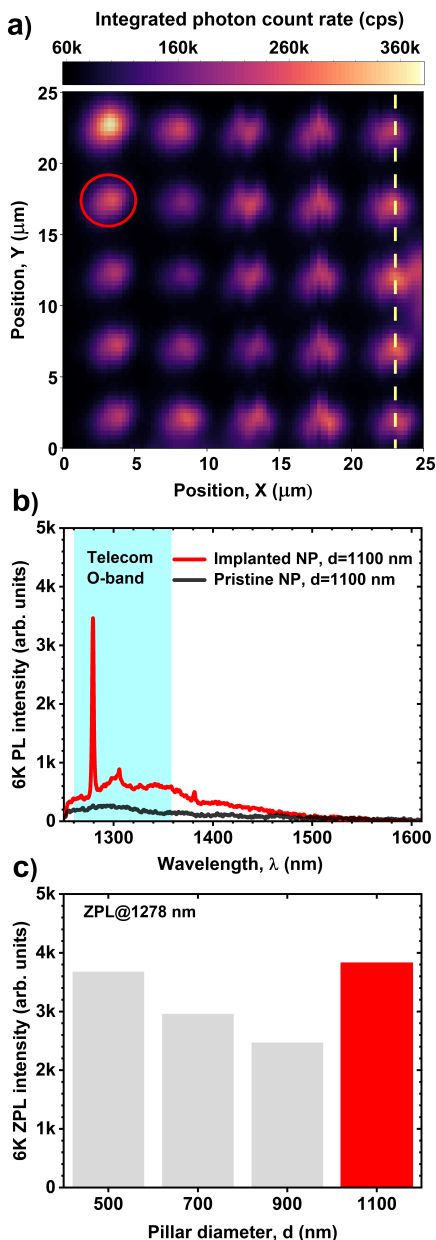 a)
Integrated photon count rate (cps)
60k 160k 260k 360k
25
20
15
10
5
0
Position, Y (μm)
0 5 10 15 20 25
Position, X (μm)
b)
5k
4k
3k
2k
1k
0
6K PL intensity (arb. units)
Telecom
O-band
Implanted NP, d=1100 nm
Pristine NP, d=1100 nm
1300 1400 1500 1600
Wavelength, λ (nm)
c)
5k
4k
3k
2k
1k
0
6K ZPL intensity (arb. units)
ZPL@1278 nm
500 700 900 1100
Pillar diameter, d (nm)